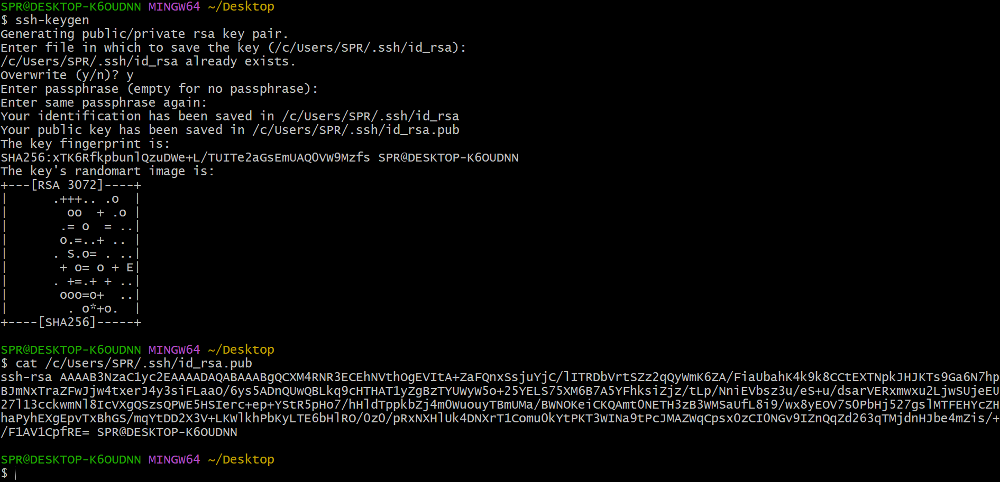 SPR@DESKTOP-K6OUDNN MINGW64 ~/Desktop
$ ssh-keygen
Generating public/private rsa key pair.
Enter file in which to save the key (/c/Users/SPR/.ssh/id_rsa):
/c/Users/SPR/.ssh/id_rsa already exists.
Overwrite (y/n)? y
Enter passphrase (empty for no passphrase):
Enter same passphrase again:
Your identification has been saved in /c/Users/SPR/.ssh/id_rsa
Your public key has been saved in /c/Users/SPR/.ssh/id_rsa.pub
The key fingerprint is:
SHA256:xTK6RfkpbunlQzuDWe+L/TUITe2aGsEmUAQ0VW9Mzfs SPR@DESKTOP-K6OUDNN
The key's randomart image is:
+---[RSA 3072]----+
|      .+++.. .o  |
|        oo  + .o |
|       .= o  = ..|
|       o.=..+ .. |
|      . S.o= . ..|
|       + o= o + E|
|      . +=.+ + ..|
|       ooo=o+  ..|
|        . o*+o.  |
+----[SHA256]-----+
SPR@DESKTOP-K6OUDNN MINGW64 ~/Desktop
$ cat /c/Users/SPR/.ssh/id_rsa.pub
ssh-rsa AAAAB3NzaC1yc2EAAAADAQABAAABgQCXM4RNR3ECEhNVthOgEVItA+ZaFQnxSsjuYjC/lITRDbVrtSZz2qQyWmK6ZA/FiaUbahK4k9k8CCtEXTNpkJHJKTs9Ga6N7hp
BJmNxTraZFwJjw4txerJ4y3siFLaaO/6ys5ADnQUwQBLkq9cHTHAT1yZgBzTYUWyW5o+25YELS75XM6B7A5YFhksiZjz/tLp/NniEVbsz3u/eS+u/dsarVERxmwxu2LjwSUjeEU
27l13cckwmNl8IcVXgQSzsQPWE5HSIerc+ep+YStR5pHo7/hHldTppkbZj4m0WuouyTBmUMa/BWNOKeiCKQAmt0NETH3zB3WMSaUfL8i9/wx8yEOV7S0PbHj527gslMTFEHYcZH
haPyhEXgEpvTxBhGS/mqYtDD2X3V+LKWlkhPbKyLTE6bHlRO/0z0/pRxNXHlUk4DNXrT1Comu0kYtPKT3WINa9tPcJMAZWqCpsx0zCI0NGv9IZnQqZd263qTMjdnHJbe4mZis/+
/F1AV1CpfRE= SPR@DESKTOP-K6OUDNN
SPR@DESKTOP-K6OUDNN MINGW64 ~/Desktop
$